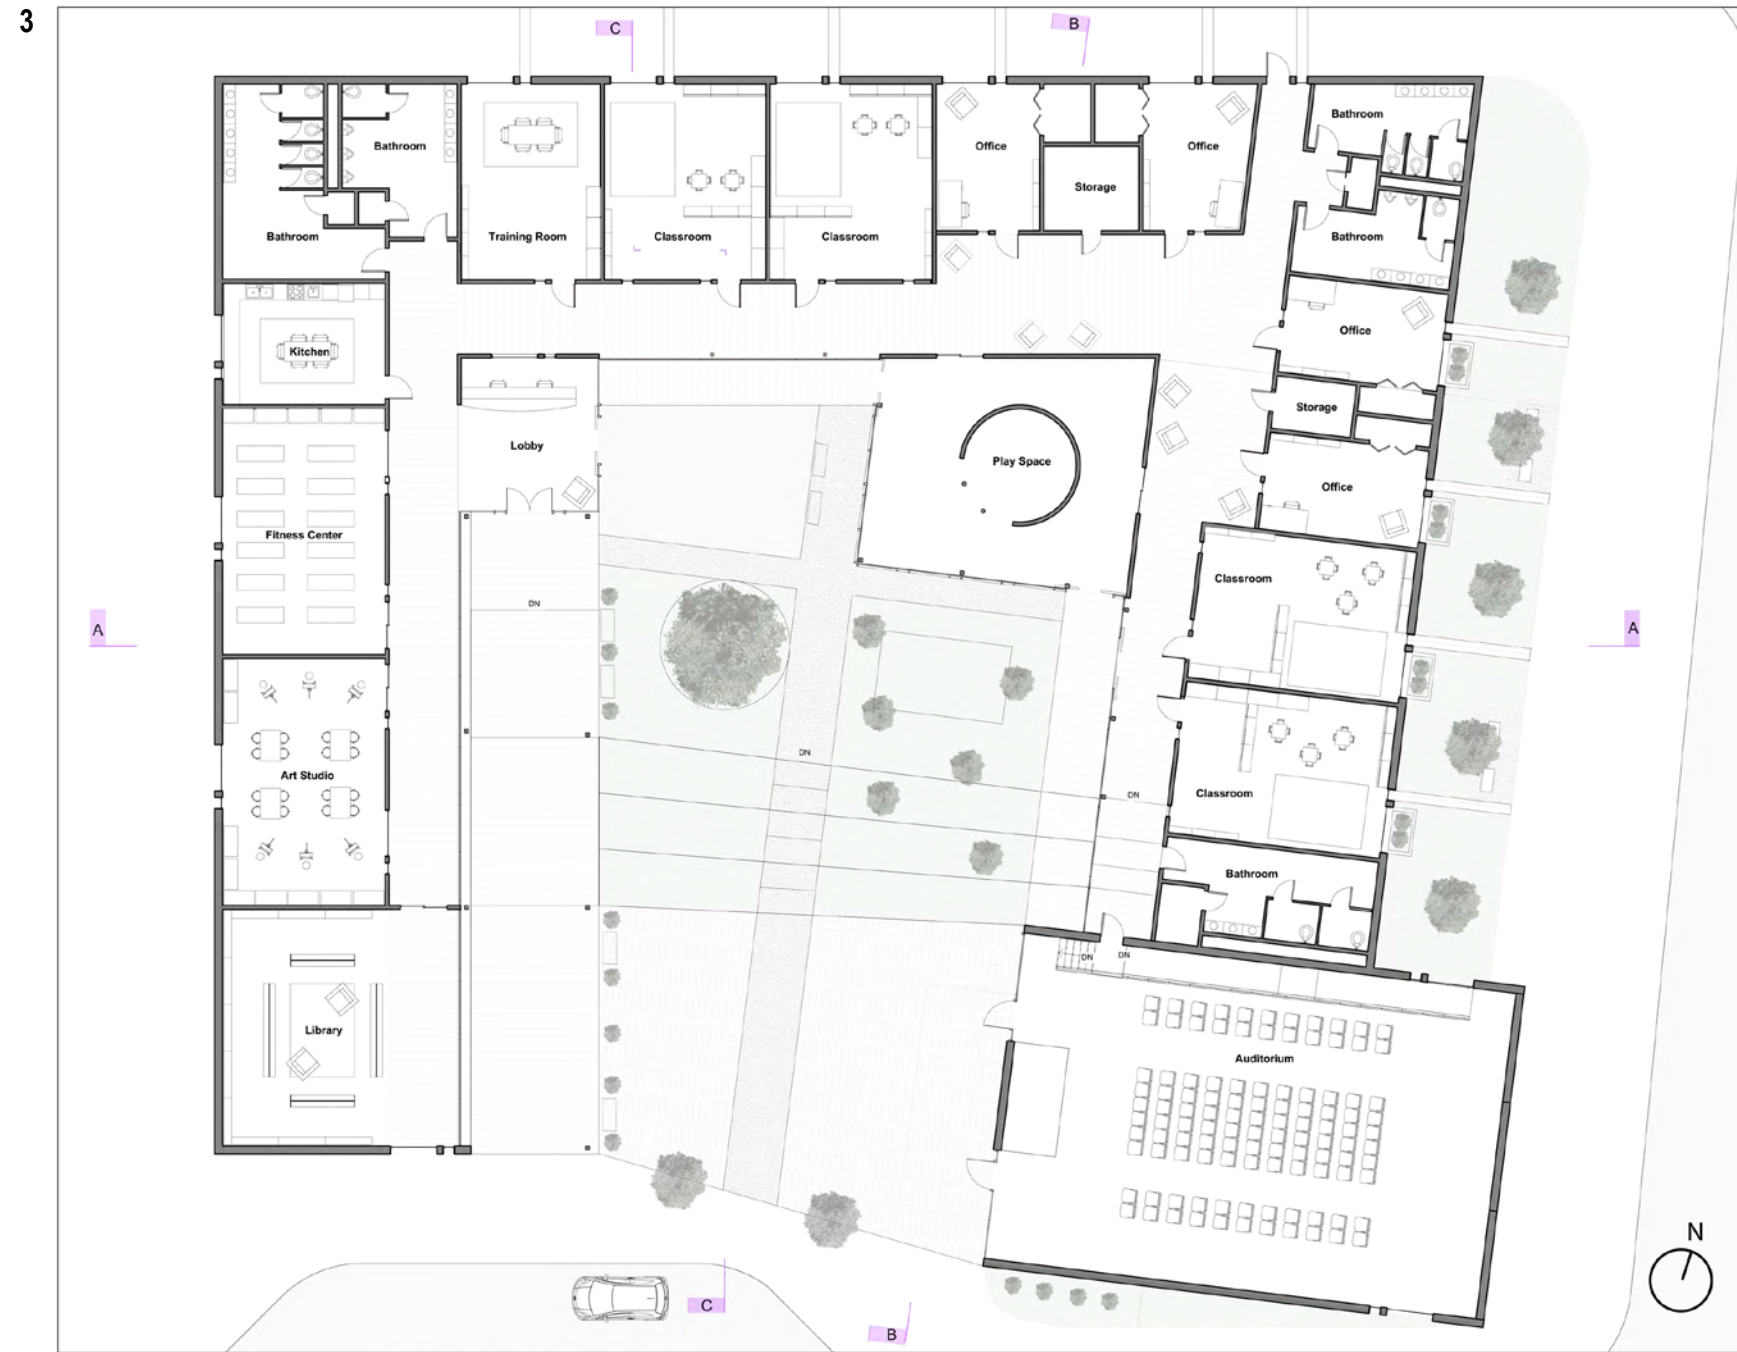 3
C
B
Bathroom
Bathroom
Bathroom
Office
Office
Storage
Training Room
Classroom
Classroom
Bathroom
Bathroom
Office
Kitchen
Storage
Lobby
Play Space
Office
Fitness Center
Classroom
DN
A
A
DN
Art Studio
Classroom
DN
Bathroom
DN
DN
Library
Auditorium
N
C
B